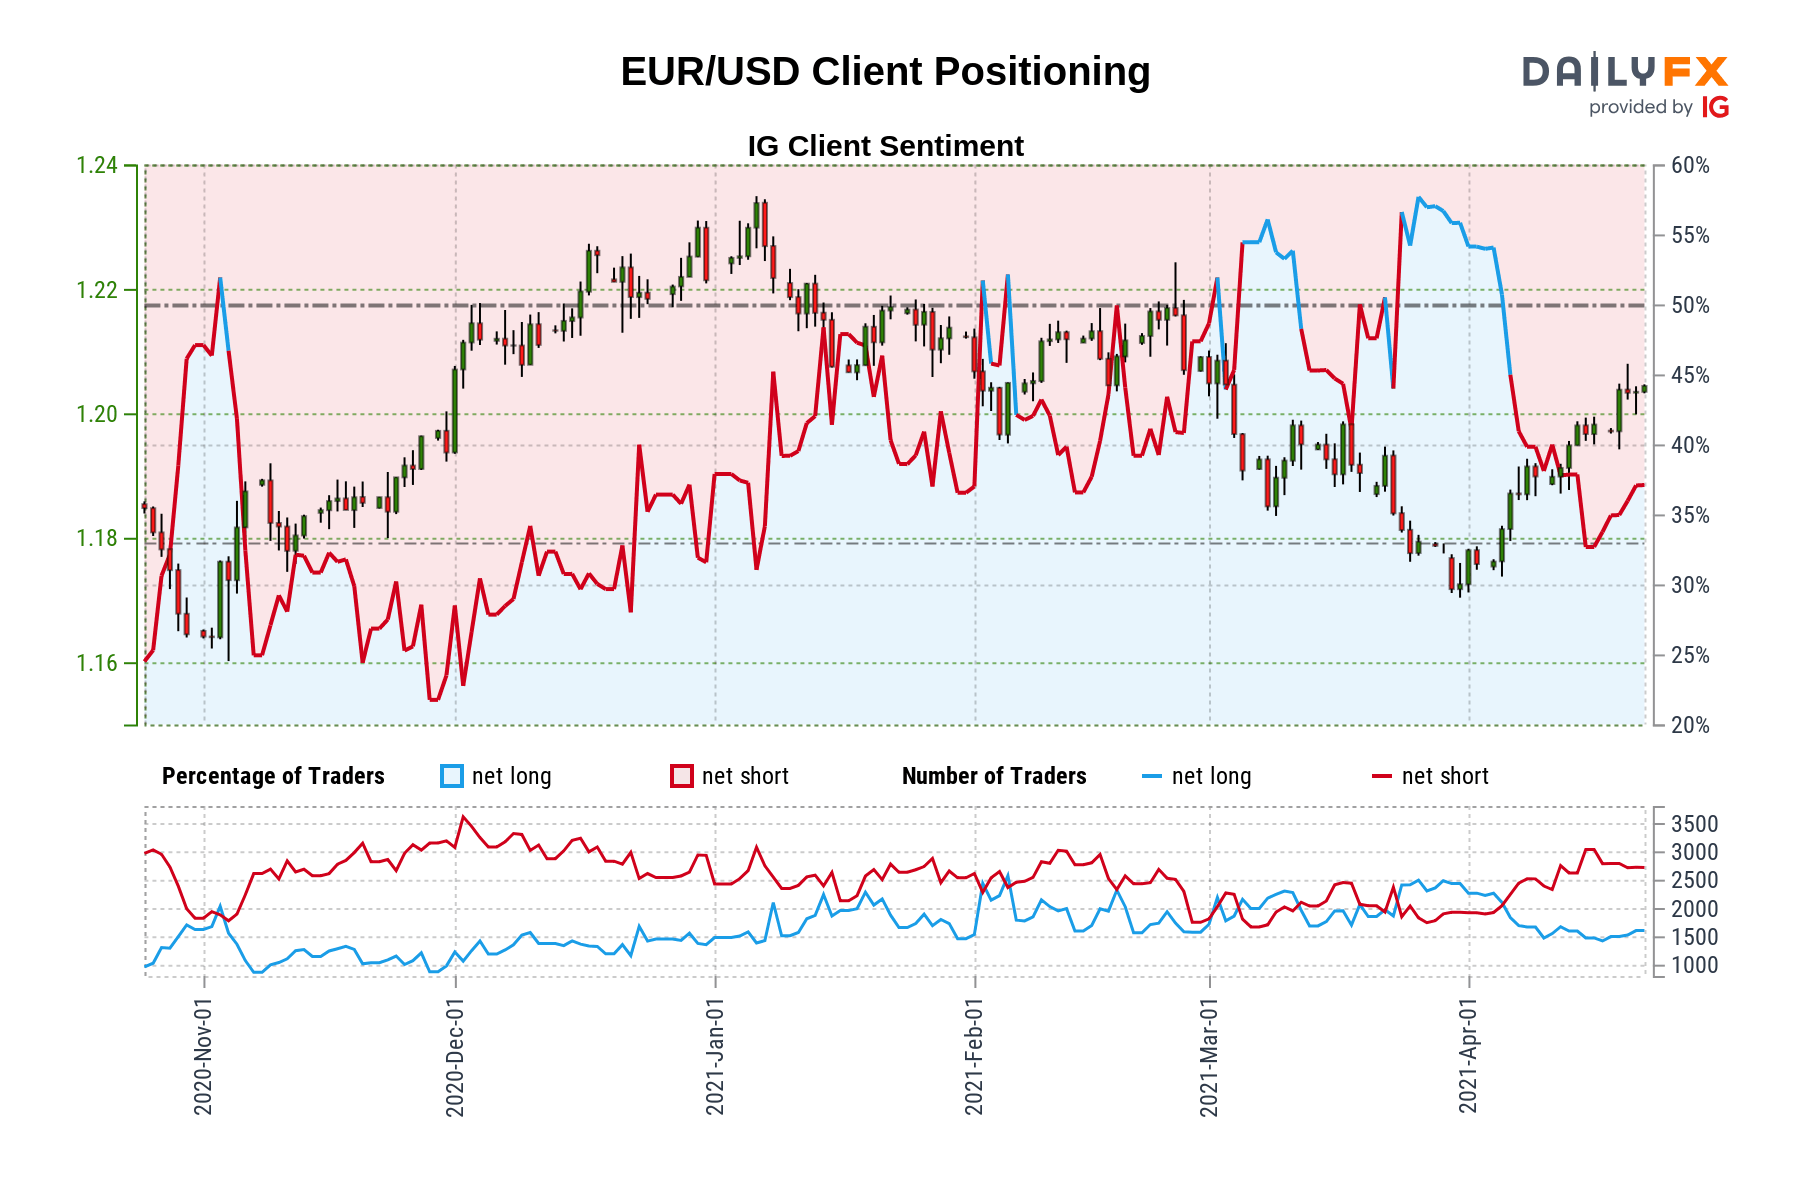 EUR/USD Client Positioning
DAILYFX
provided by IG
IG Client Sentiment
1.24
1.22
1.20
1.18
1.16
60%
55%
50%
45%
40%
35%
30%
25%
20%
Percentage of Traders net long net short Number of Traders net long net short
3500
3000
2500
2000
1500
1000
2020-Nov-01
2020-Dec-01
2021-Jan-01
2021-Feb-01
2021-Mar-01
2021-Apr-01